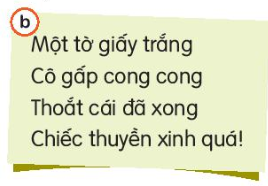 b
Một tờ giấy trắng
Cô gấp cong cong
Thoắt cái đã xong
Chiếc thuyền xinh quá!